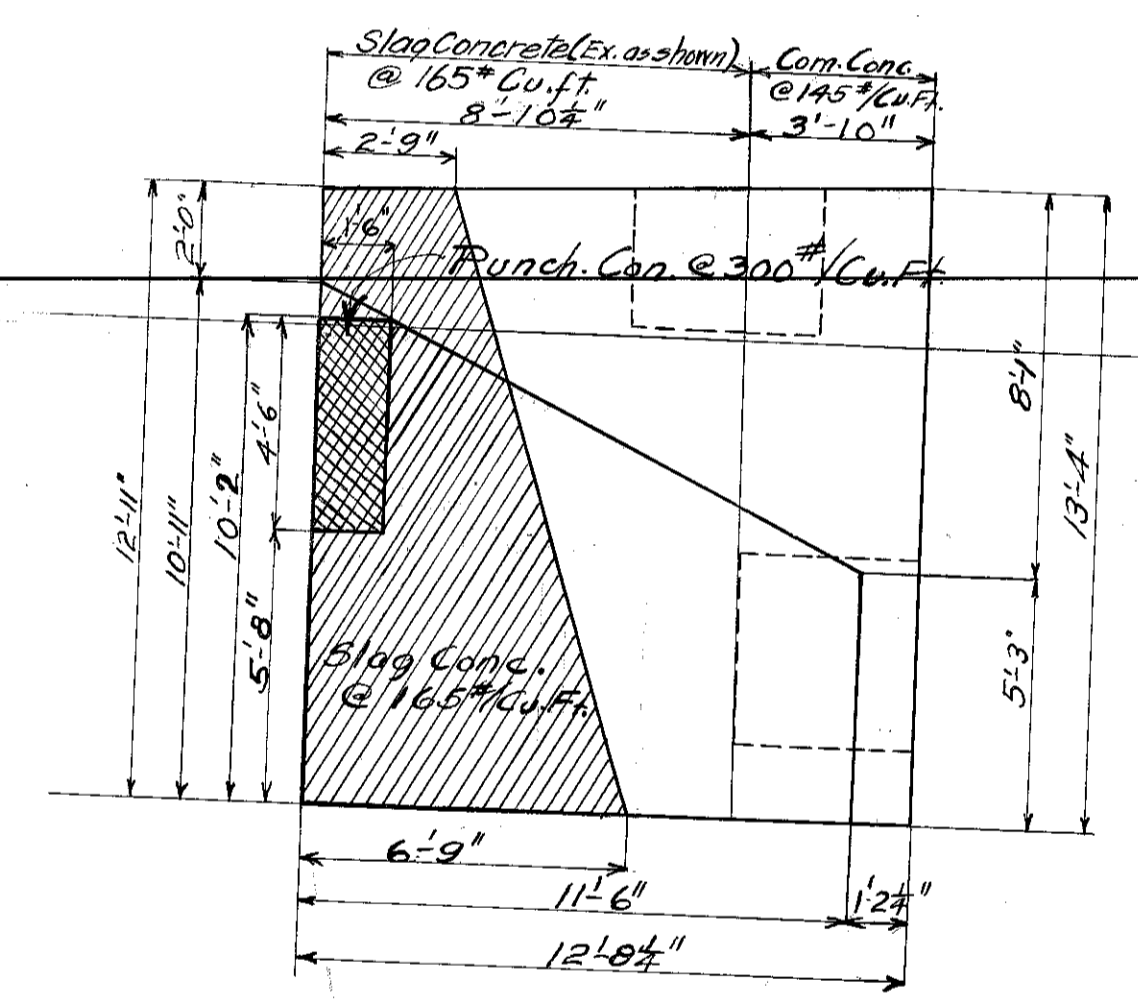 Slag Concrete (Ex. as shown)
@ 165# Cu.ft.
8'-10¼"
Com. Conc.
@ 145#/Cu.Ft.
3'-10"
2'-9"
2'-0"
1'-6"
Punch. Con. @ 300#/Cu.Ft.
12'-11"
10'-11"
10'-2"
4'-6"
5'-8"
8'-1"
13'-4"
5'-3"
Slag Conc.
@ 165#/Cu.Ft.
6'-9"
11'-6"
1'-2¼"
12'-8¼"